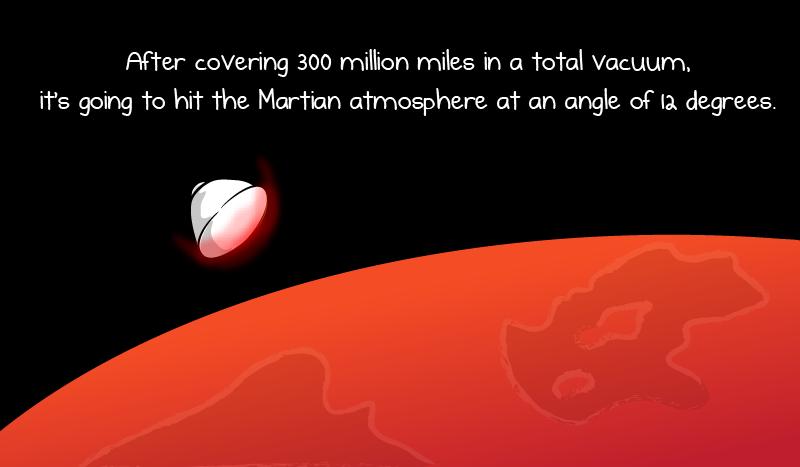 After covering 300 million miles in a total vacuum,
it's going to hit the Martian atmosphere at an angle of 12 degrees.